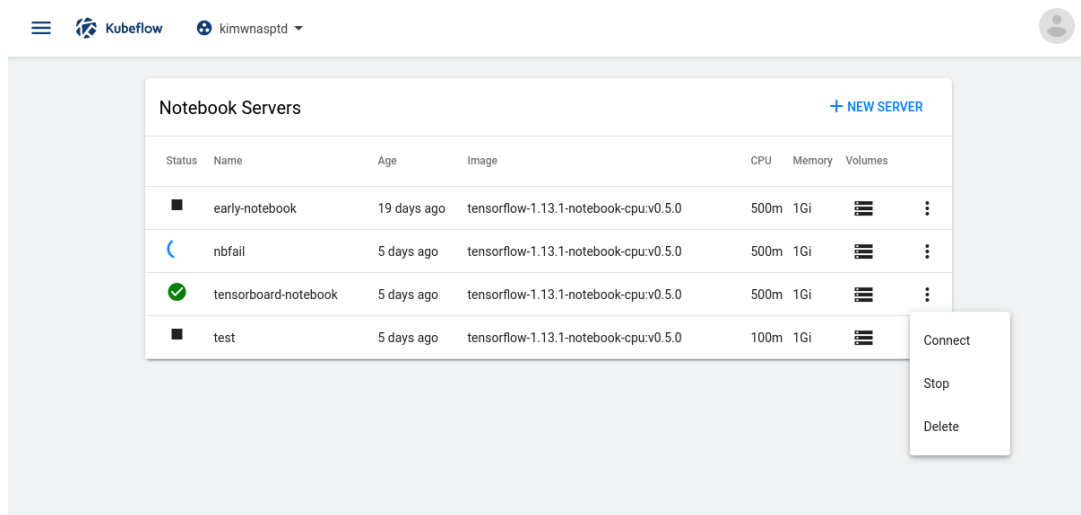 Kubeflow kimwnasptd
Notebook Servers + NEW SERVER
Status Name Age Image CPU Memory Volumes
early-notebook 19 days ago tensorflow-1.13.1-notebook-cpu:v0.5.0 500m 1Gi
nbfail 5 days ago tensorflow-1.13.1-notebook-cpu:v0.5.0 500m 1Gi
tensorboard-notebook 5 days ago tensorflow-1.13.1-notebook-cpu:v0.5.0 500m 1Gi
test 5 days ago tensorflow-1.13.1-notebook-cpu:v0.5.0 100m 1Gi
Connect
Stop
Delete